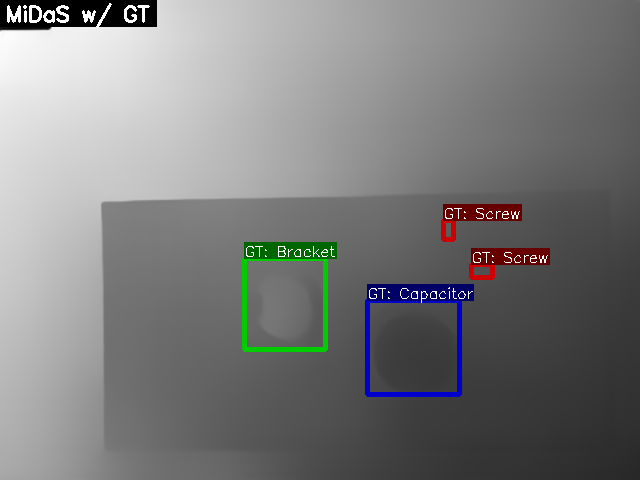 MiDaS w/ GT
GT: Screw
GT: Bracket
GT: Screw
GT: Capacitor